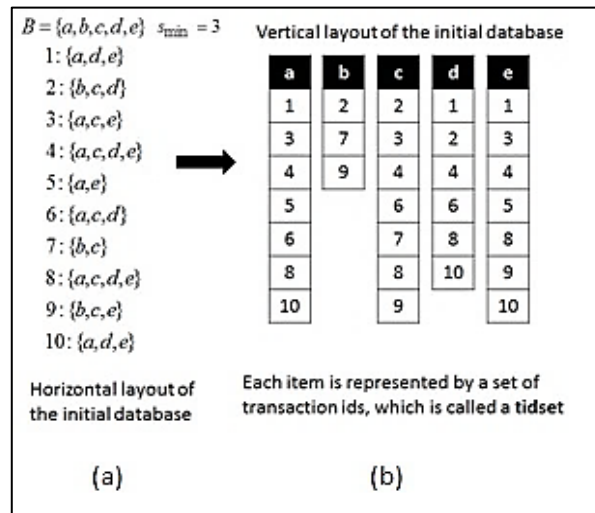 B = {a,b,c,d,e} s_min = 3
1: {a,d,e}
2: {b,c,d}
3: {a,c,e}
4: {a,c,d,e}
5: {a,e}
6: {a,c,d}
7: {b,c}
8: {a,c,d,e}
9: {b,c,e}
10: {a,d,e}
Horizontal layout of
the initial database
(a)
Vertical layout of the initial database
a b c d e
1 2 2 1 1
3 7 3 2 3
4 9 4 4 4
5 6 6 5
6 7 8 8
8 8 10 9
10 9 10
Each item is represented by a set of
transaction ids, which is called a tidset
(b)